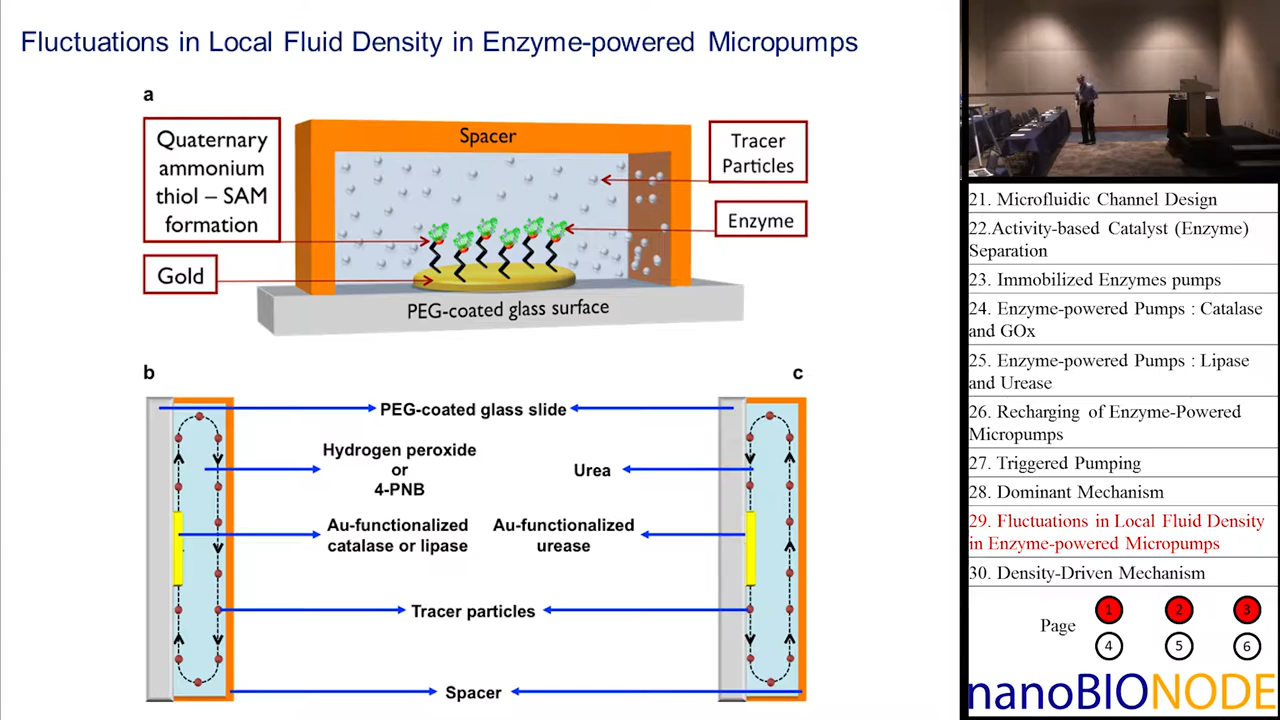 Fluctuations in Local Fluid Density in Enzyme-powered Micropumps
a
Quaternary
ammonium
thiol – SAM
formation
Gold
Spacer
Tracer
Particles
Enzyme
PEG-coated glass surface
b
c
PEG-coated glass slide
Hydrogen peroxide
or
4-PNB
Urea
Au-functionalized
catalase or lipase
Au-functionalized
urease
Tracer particles
Spacer
21. Microfluidic Channel Design
22.Activity-based Catalyst (Enzyme)
Separation
23. Immobilized Enzymes pumps
24. Enzyme-powered Pumps : Catalase
and GOx
25. Enzyme-powered Pumps : Lipase
and Urease
26. Recharging of Enzyme-Powered
Micropumps
27. Triggered Pumping
28. Dominant Mechanism
29. Fluctuations in Local Fluid Density
in Enzyme-powered Micropumps
30. Density-Driven Mechanism
Page
1 2 3
4 5 6
nanoBIONODE